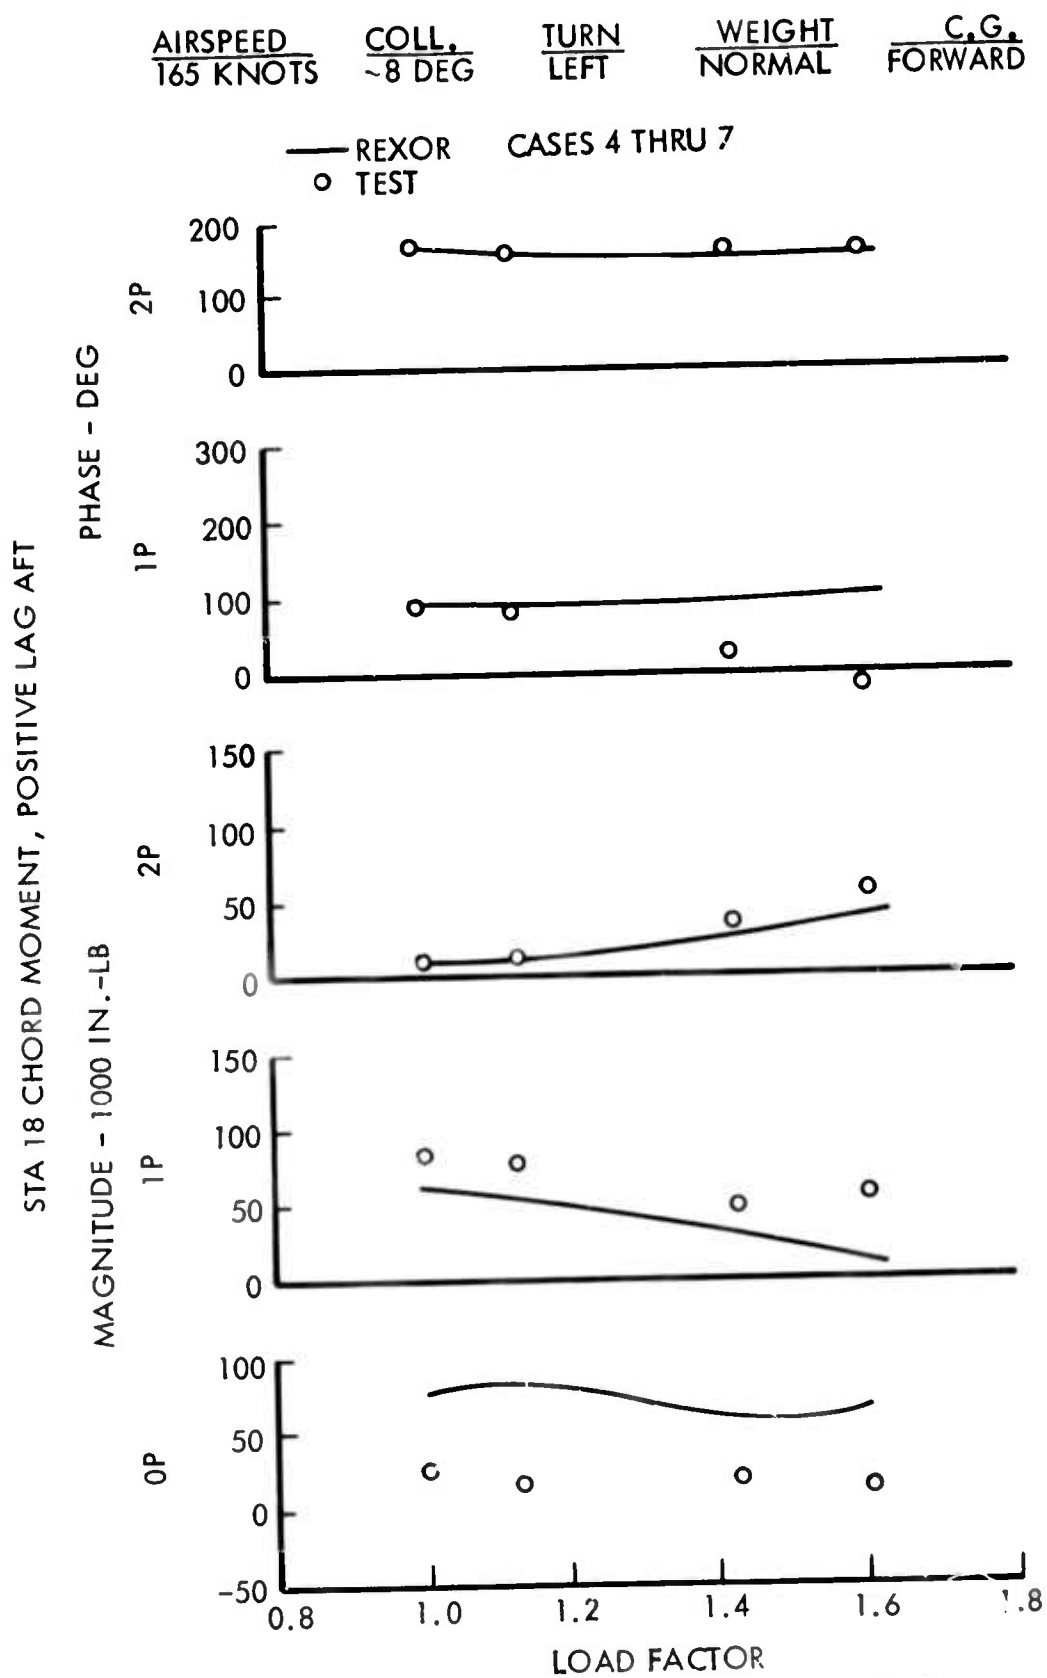 AIRSPEED COLL. TURN WEIGHT C.G.
165 KNOTS ~8 DEG LEFT NORMAL FORWARD
REXOR CASES 4 THRU 7
TEST
STA 18 CHORD MOMENT, POSITIVE LAG AFT
PHASE - DEG
2P
200
100
0
1P
300
200
100
0
MAGNITUDE - 1000 IN.-LB
2P
150
100
50
0
1P
150
100
50
0
0P
100
50
0
-50
0.8 1.0 1.2 1.4 1.6 1.8
LOAD FACTOR